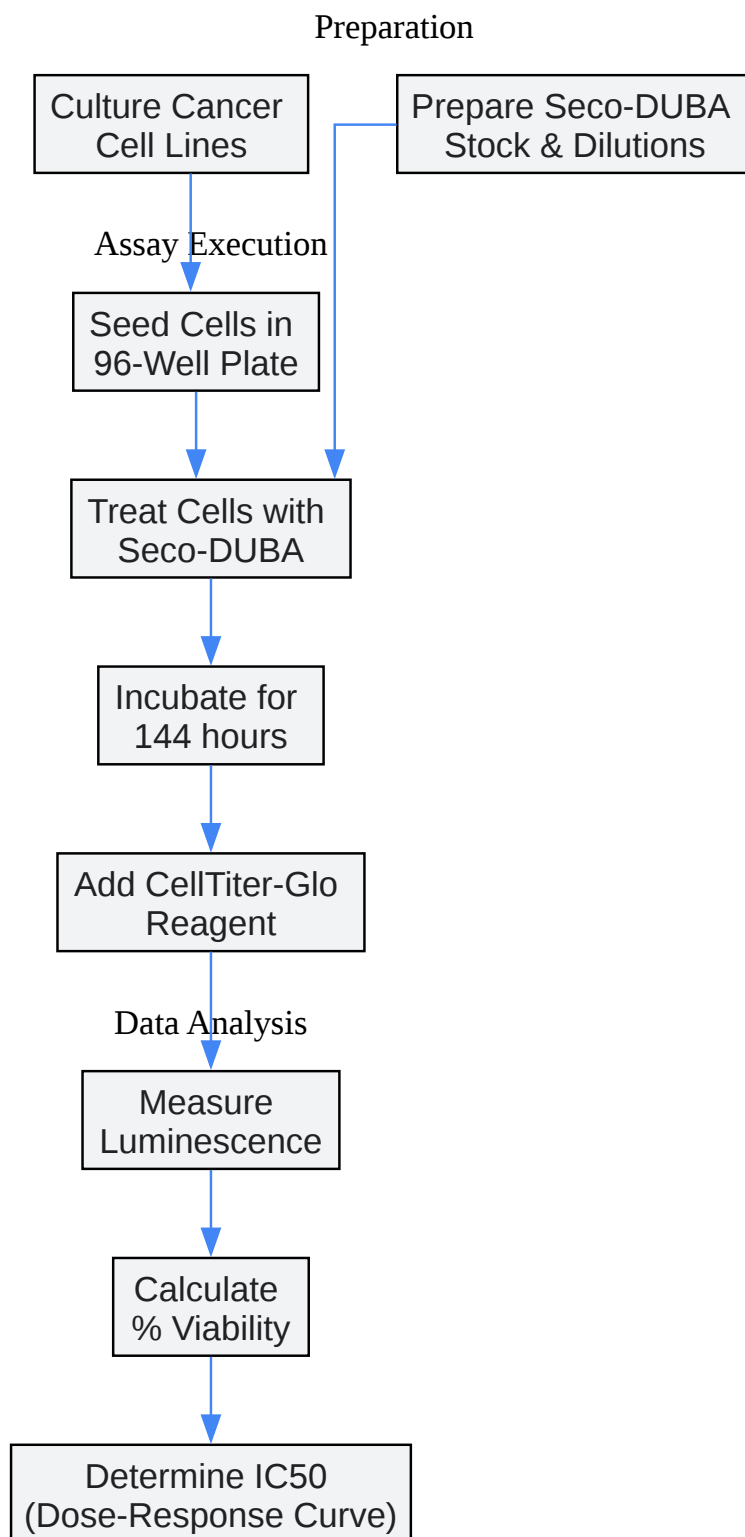 Preparation
Culture Cancer
Cell Lines
Prepare Seco-DUBA
Stock & Dilutions
Assay Execution
Seed Cells in
96-Well Plate
Treat Cells with
Seco-DUBA
Incubate for
144 hours
Add CellTiter-Glo
Reagent
Data Analysis
Measure
Luminescence
Calculate
% Viability
Determine IC50
(Dose-Response Curve)